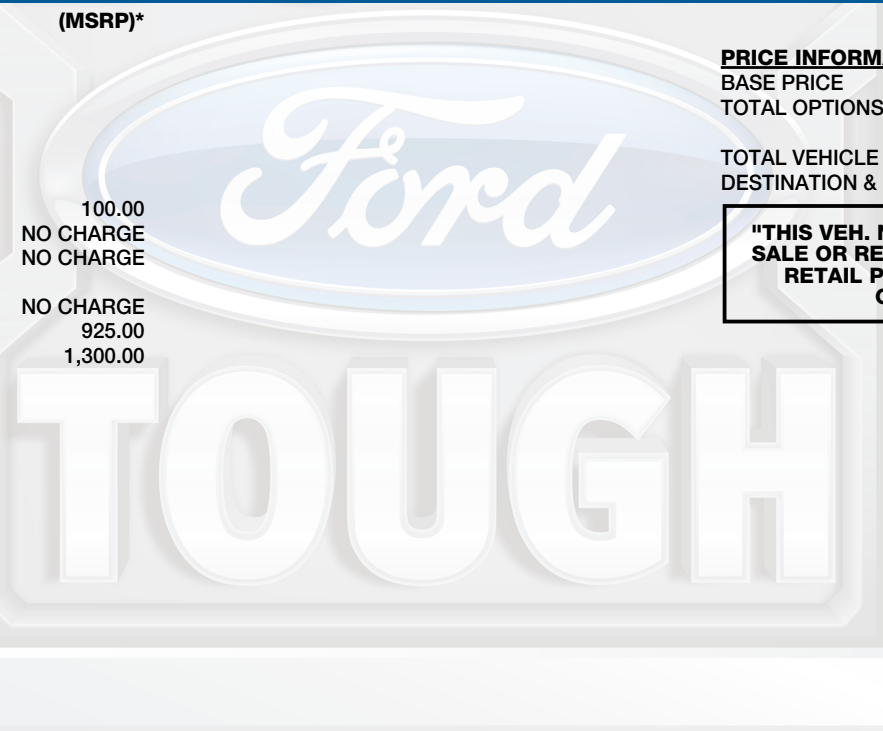 (MSRP)*
100.00
NO CHARGE
NO CHARGE
NO CHARGE
925.00
1,300.00
PRICE INFORMA
BASE PRICE
TOTAL OPTIONS
TOTAL VEHICLE
DESTINATION &
"THIS VEH. N
SALE OR RE
RETAIL P
Ford
TOUGH